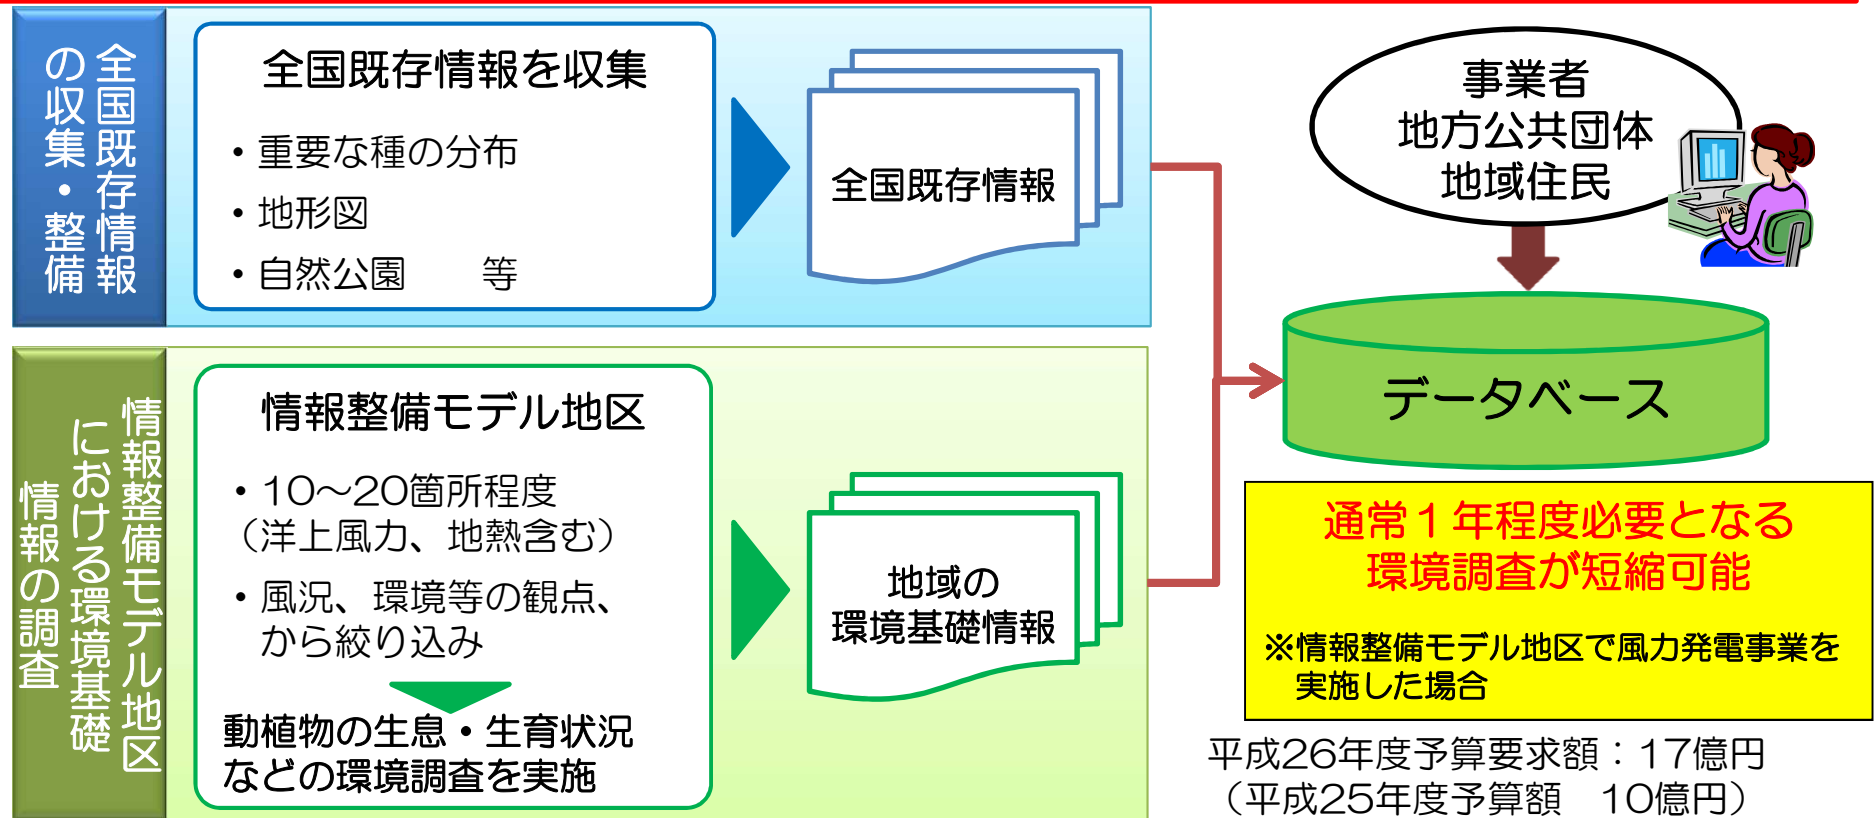 全国既存情報
の収集・整備
全国既存情報を収集
・重要な種の分布
・地形図
・自然公園　　等
全国既存情報
事業者
地方公共団体
地域住民
データベース
情報整備モデル地区
における環境基礎
情報の調査
情報整備モデル地区
・10～20箇所程度
（洋上風力、地熱含む）
・風況、環境等の観点、
から絞り込み
動植物の生息・生育状況
などの環境調査を実施
地域の
環境基礎情報
通常１年程度必要となる
環境調査が短縮可能
※情報整備モデル地区で風力発電事業を
実施した場合
平成26年度予算要求額：17億円
（平成25年度予算額　10億円）